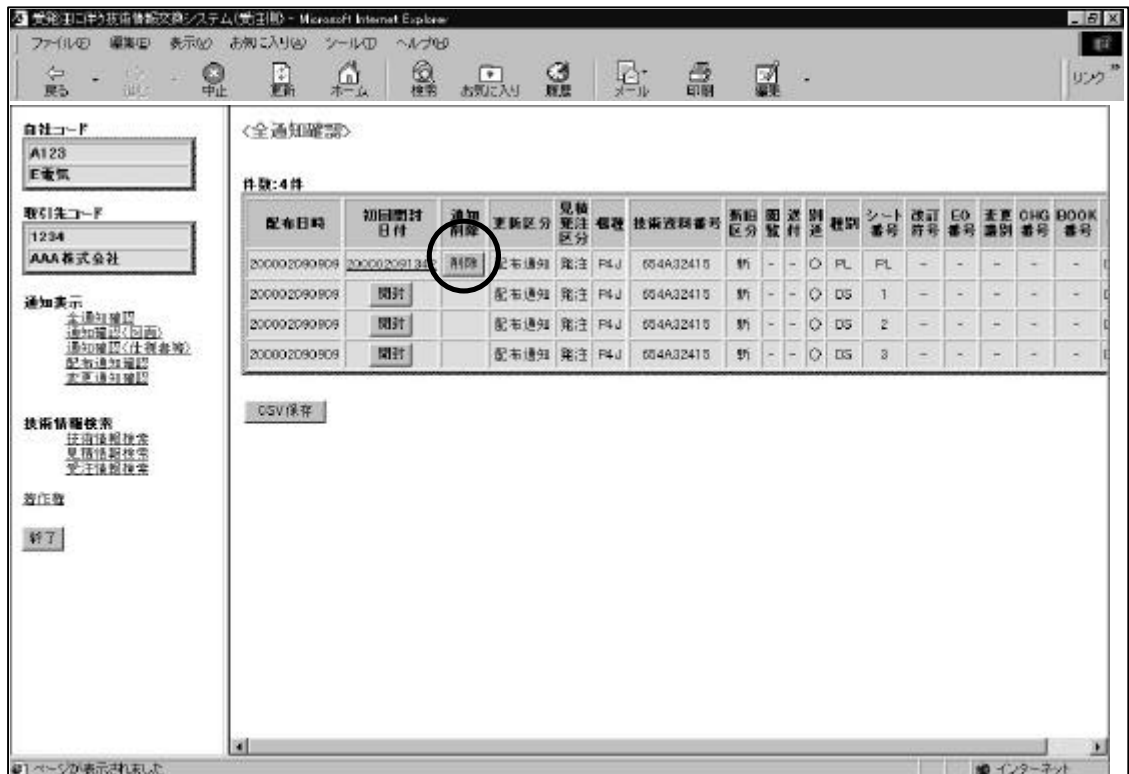 受発注に伴う技術情報交換システム(受注側) - Microsoft Internet Explorer
ファイル(F) 編集(E) 表示(V) お気に入り(A) ツール(T) ヘルプ(H)
戻る 中止 更新 ホーム 検索 お気に入り 履歴 メール 印刷 編集 リンク »
自社コード
A123
E電気
取引先コード
1234
AAA株式会社
通知表示
全通知確認
通知確認(図面)
通知確認(仕様書等)
配布通知確認
変更通知確認
技術情報検索
技術情報検索
見積情報検索
受注情報検索
著作権
終了
<全通知確認>
件数:4件
配布日時 初回開封日付 通知削除 更新区分 見積発注区分 機種 技術資料番号 新旧区分 閲覧 送付 別送 種別 シート番号 改訂符号 EO番号 変更識別 CHG番号 BOOK番号
200002090909 削除 配布通知 発注 P4J 654A32415 新 - - ○ PL PL - - - - -
200002090909 開封 配布通知 発注 P4J 654A32415 新 - - ○ DS 1 - - - - -
200002090909 開封 配布通知 発注 P4J 654A32415 新 - - ○ DS 2 - - - - -
200002090909 開封 配布通知 発注 P4J 654A32415 新 - - ○ DS 3 - - - - -
CSV保存
ページが表示されました
インターネット